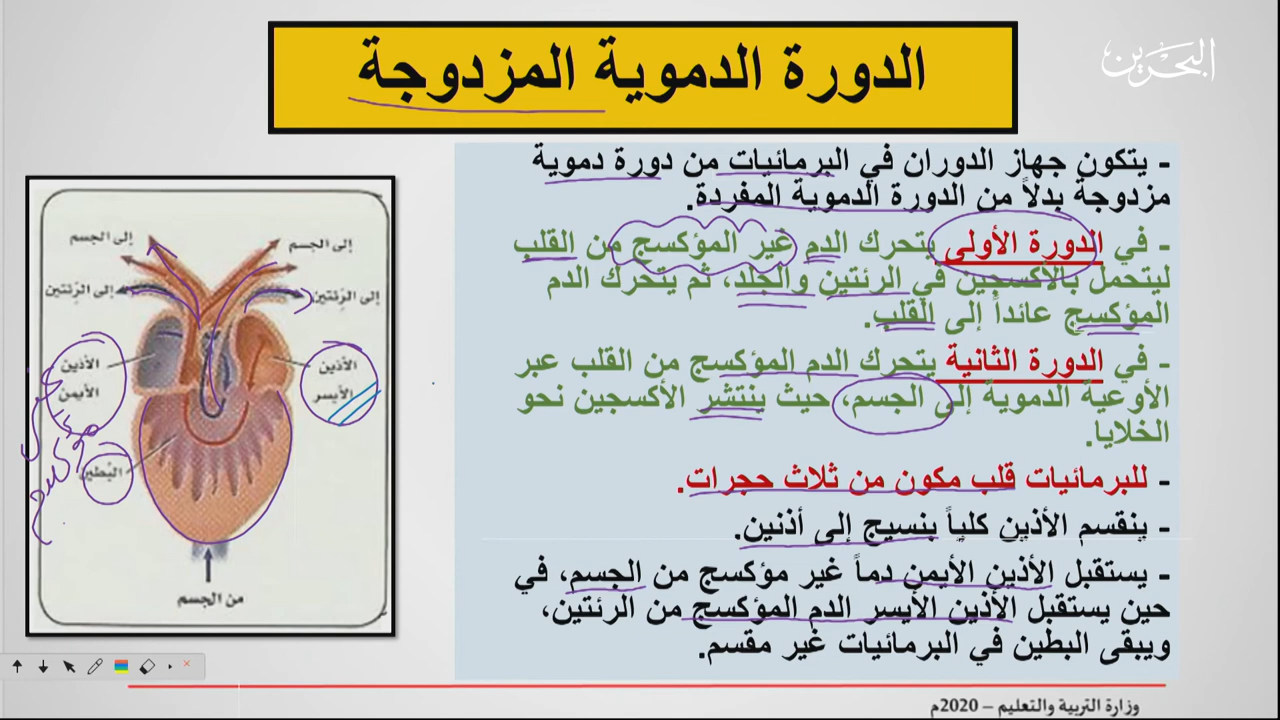 البحرين
الدورة الدموية المزدوجة
- يتكون جهاز الدوران في البرمائيات من دورة دموية
مزدوجة بدلاً من الدورة الدموية المفردة.
- في الدورة الأولى يتحرك الدم غير المؤكسج من القلب
ليتحمل بالأكسجين في الرئتين والجلد، ثم يتحرك الدم
المؤكسج عائداً إلى القلب.
- في الدورة الثانية يتحرك الدم المؤكسج من القلب عبر
الأوعية الدموية إلى الجسم، حيث ينتشر الأكسجين نحو
الخلايا.
- للبرمائيات قلب مكون من ثلاث حجرات.
- ينقسم الأذين كلياً بنسيج إلى أذنين.
- يستقبل الأذين الأيمن دماً غير مؤكسج من الجسم، في
حين يستقبل الأذين الأيسر الدم المؤكسج من الرئتين،
ويبقى البطين في البرمائيات غير مقسم.
إلى الجسم
إلى الجسم
إلى الرئتين
إلى الرئتين
الأذين
الأيسر
الأذين
الأيمن
البطين
غير
مؤكسج
من الجسم
وزارة التربية والتعليم – 2020م